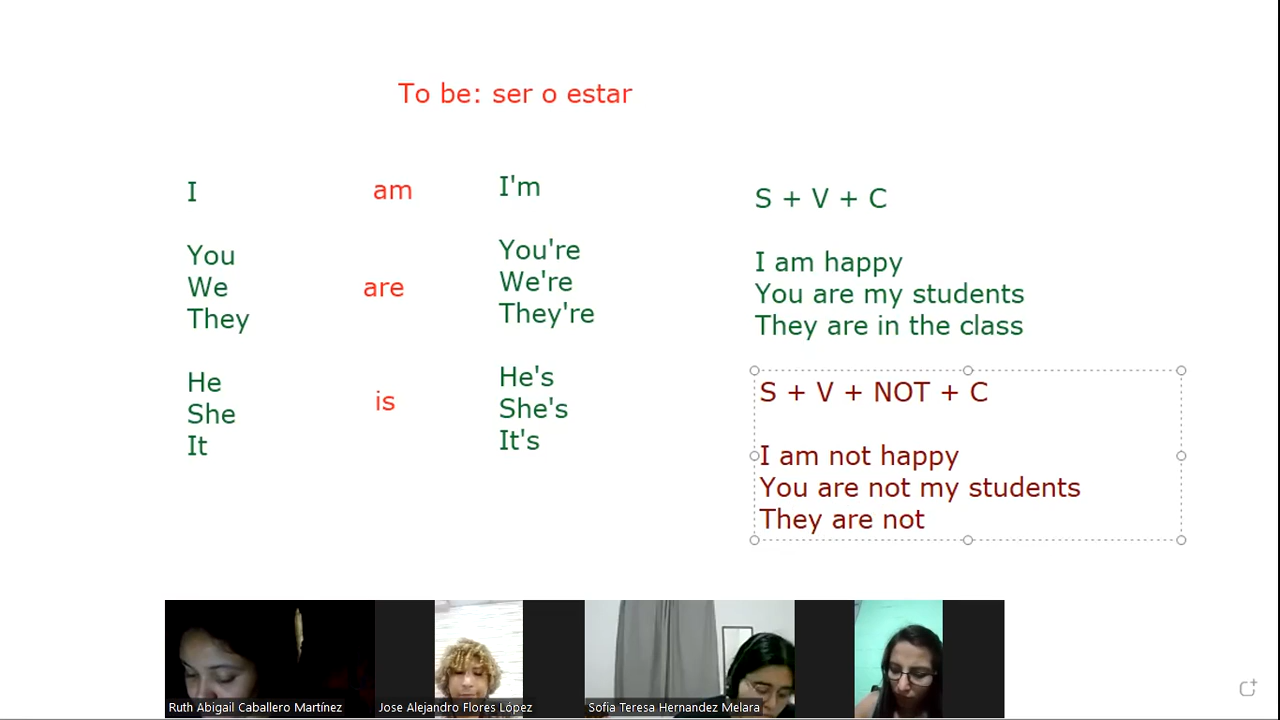 To be: ser o estar
I
You
We
They
He
She
It
am
are
is
I'm
You're
We're
They're
He's
She's
It's
S + V + C
I am happy
You are my students
They are in the class
S + V + NOT + C
I am not happy
You are not my students
They are not
Ruth Abigail Caballero Martínez
Jose Alejandro Flores López
Sofia Teresa Hernandez Melara